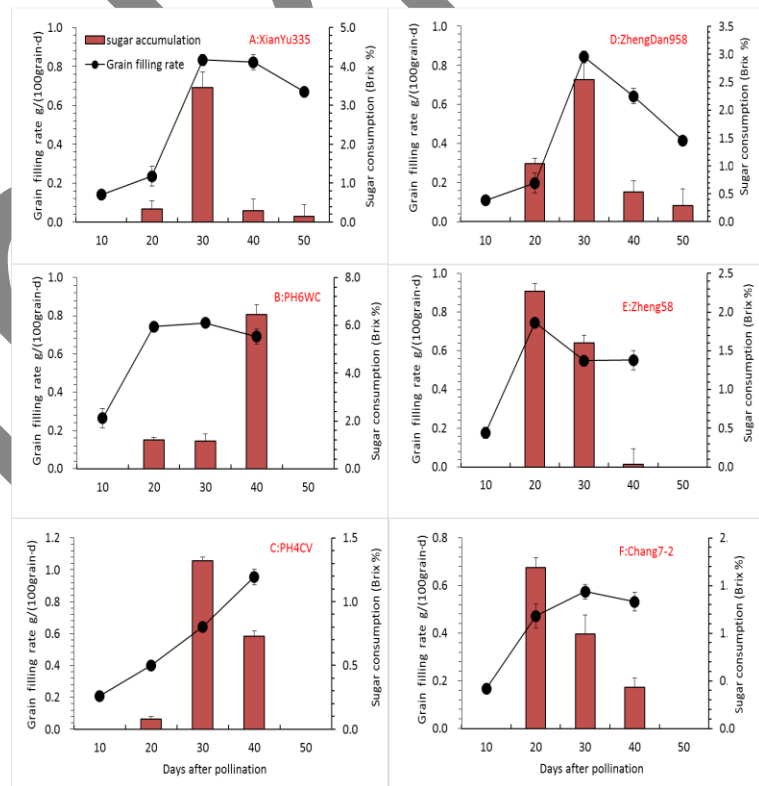 A:XianYu335
sugar accumulation
Grain filling rate
Grain filling rate g/(100grain·d)
1.0
0.8
0.6
0.4
0.2
0.0
5.0
4.0
3.0
2.0
1.0
0.0
Sugar consumption (Brix %)
10 20 30 40 50
D:ZhengDan958
Grain filling rate g/(100grain·d)
1.0
0.8
0.6
0.4
0.2
0.0
3.5
3.0
2.5
2.0
1.5
1.0
0.5
0.0
Sugar consumption (Brix %)
10 20 30 40 50
B:PH6WC
Grain filling rate g/(100grain·d)
1.0
0.8
0.6
0.4
0.2
0.0
8.0
6.0
4.0
2.0
0.0
Sugar consumption (Brix %)
10 20 30 40 50
E:Zheng58
Grain filling rate g/(100grain·d)
1.0
0.8
0.6
0.4
0.2
0.0
2.5
2.0
1.5
1.0
0.5
0.0
Sugar consumption (Brix %)
10 20 30 40 50
C:PH4CV
Grain filling rate g/(100grain·d)
1.2
1.0
0.8
0.6
0.4
0.2
0.0
1.5
1.0
0.5
0.0
Sugar consumption (Brix %)
10 20 30 40 50
Days after pollination
F:Chang7-2
Grain filling rate g/(100grain·d)
0.8
0.6
0.4
0.2
0.0
2.
1.
1.
0.
0.0
Sugar consumption (Brix %)
10 20 30 40 50
Days after pollination